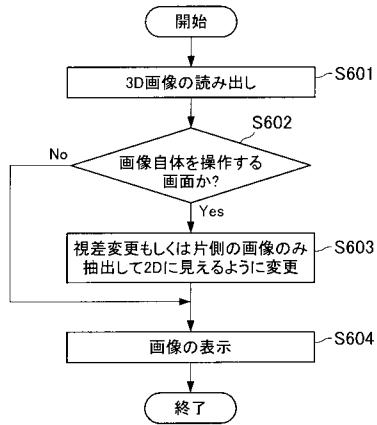 開始
3D画像の読み出し
S601
S602
画像自体を操作する
画面か?
No
Yes
視差変更もしくは片側の画像のみ
抽出して2Dに見えるように変更
S603
画像の表示
S604
終了